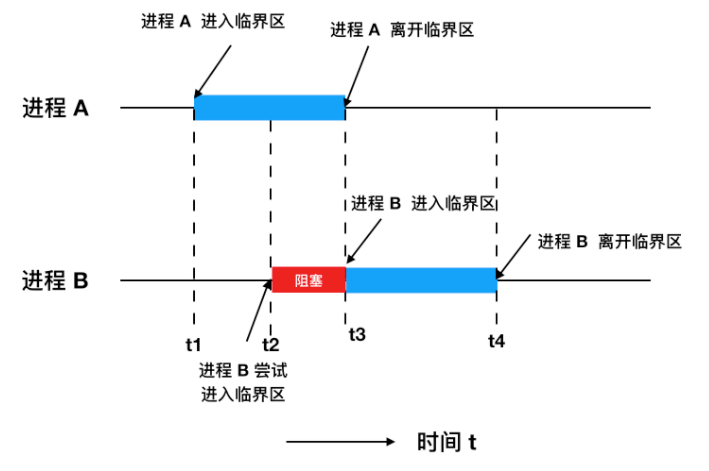 进程 A 进入临界区
进程 A 离开临界区
进程 A
进程 B 进入临界区
进程 B 离开临界区
进程 B
阻塞
t1
t2
t3
t4
进程 B 尝试
进入临界区
时间 t